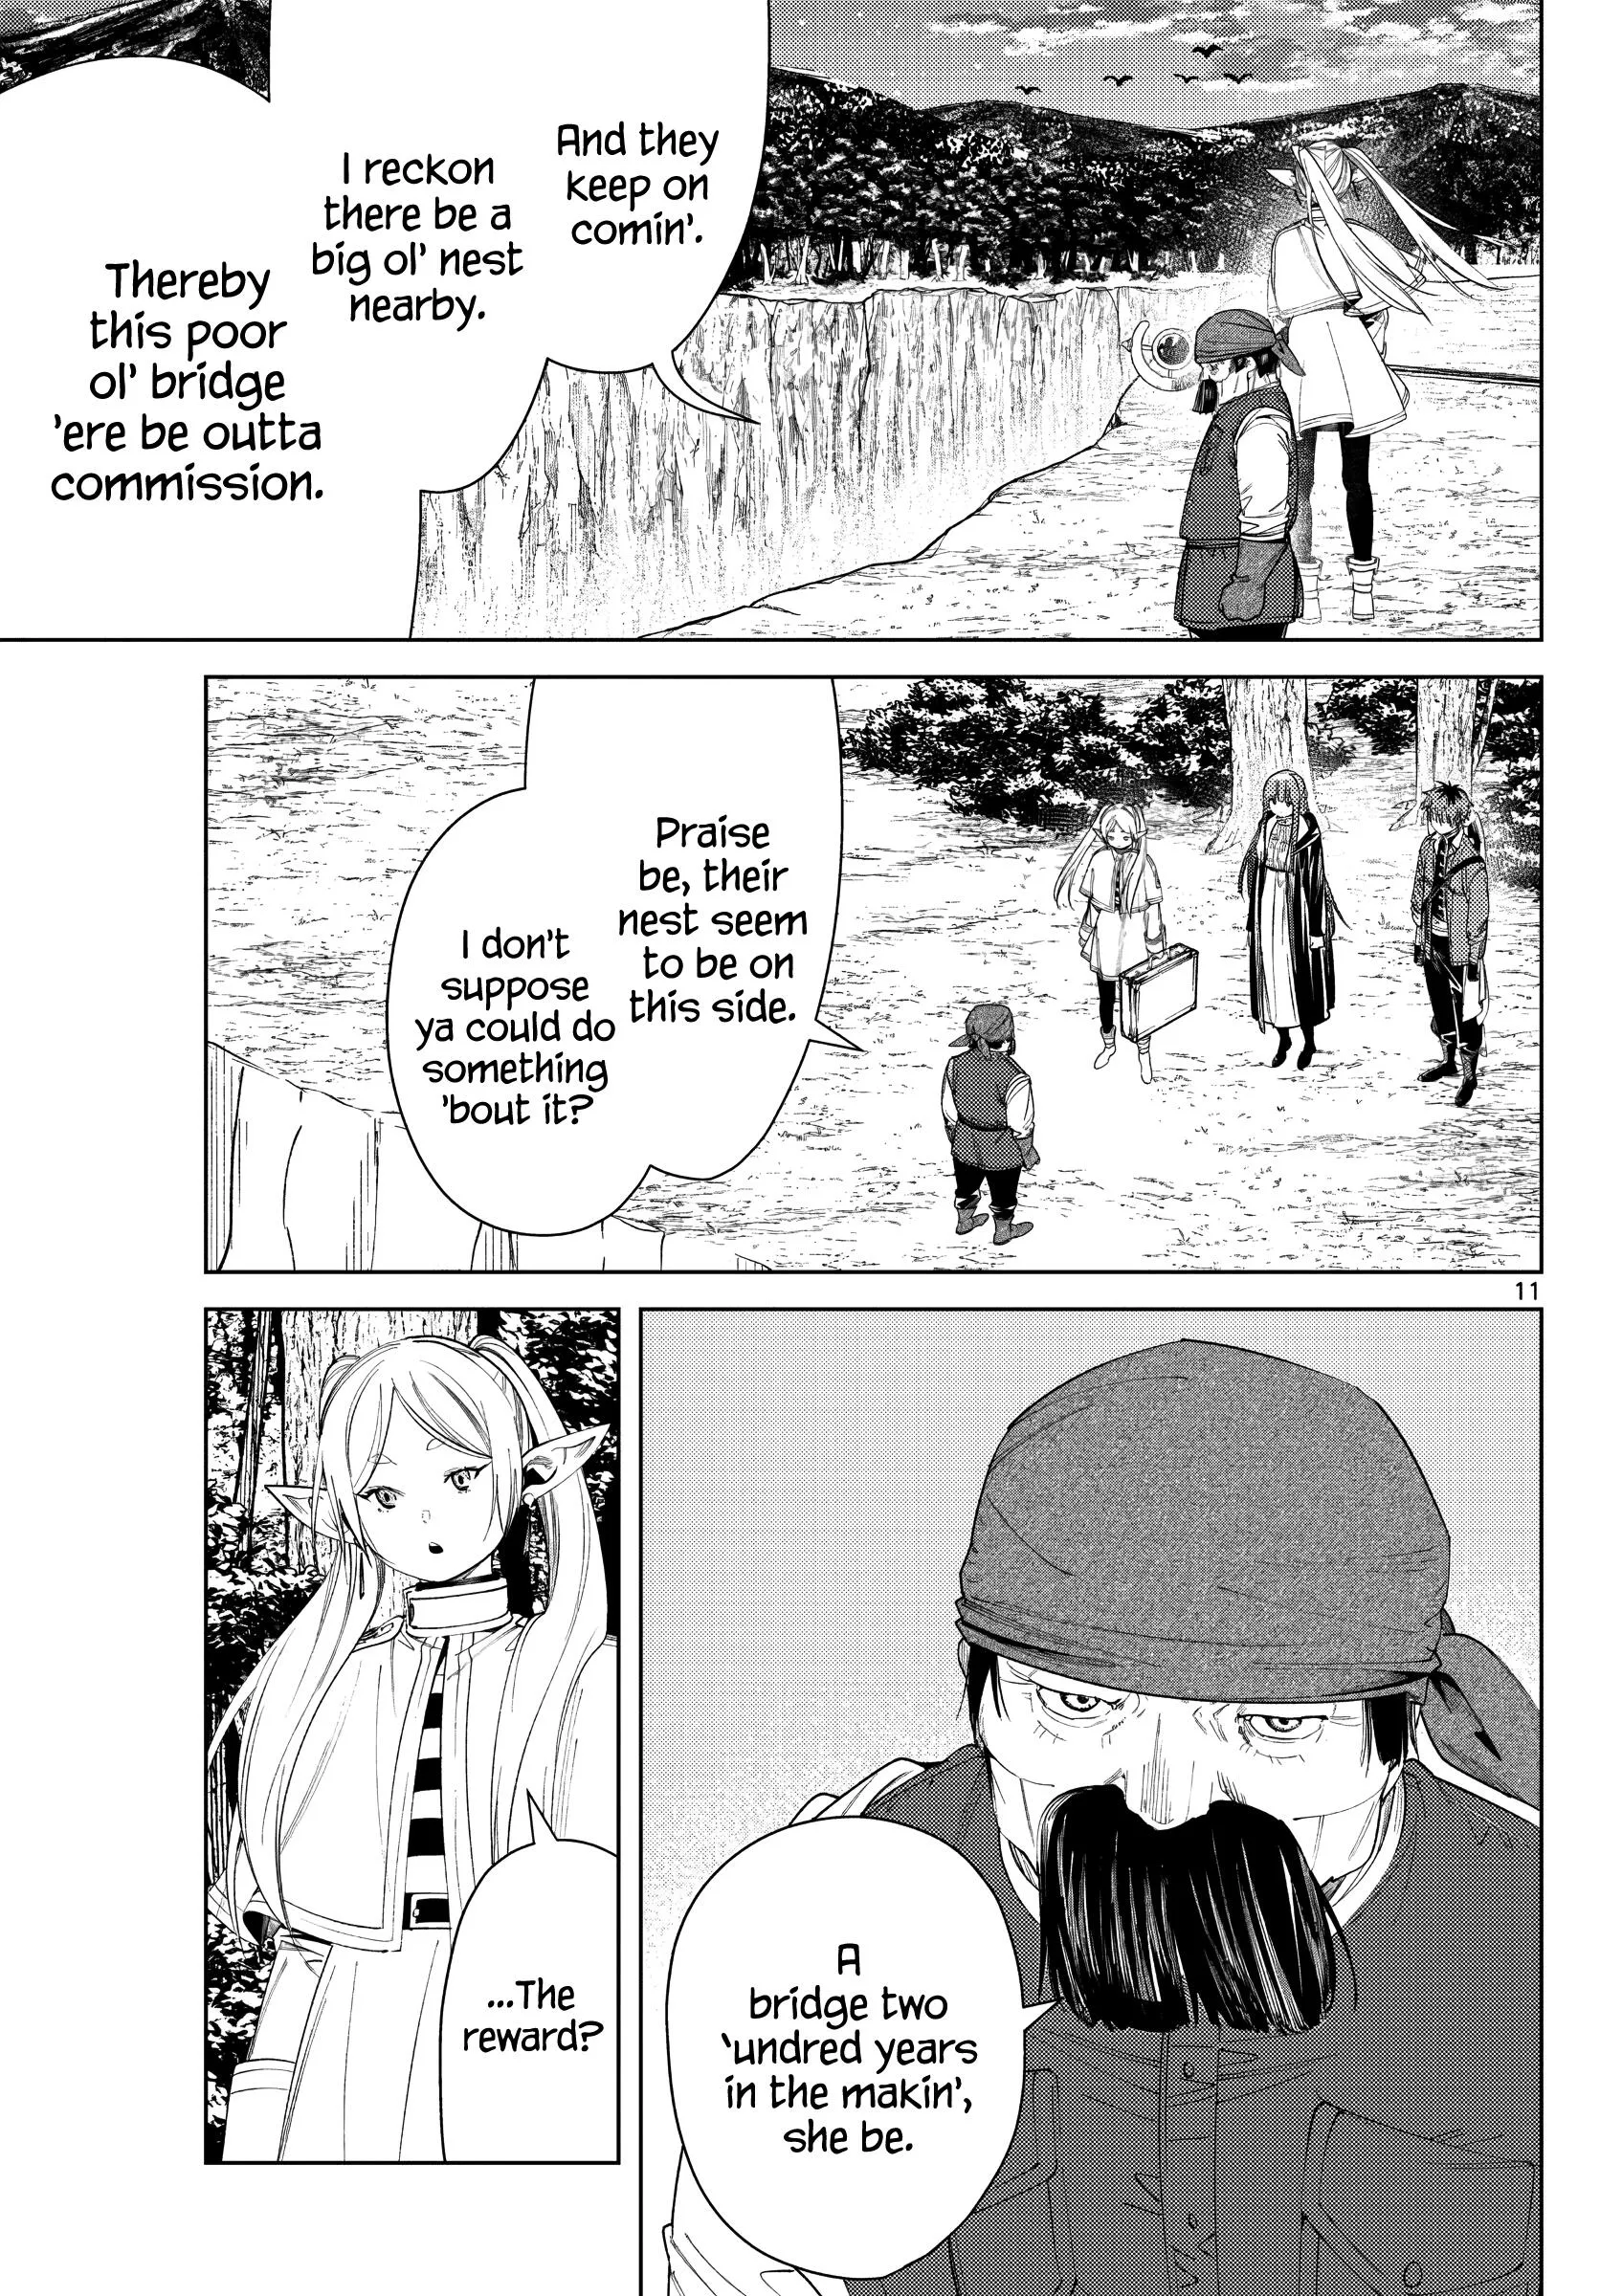 And they
keep on
comin'.
I reckon
there be a
big ol' nest
nearby.
Thereby
this poor
ol' bridge
'ere be outta
commission.
Praise
be, their
nest seem
to be on
this side.
I don't
suppose
ya could do
something
'bout it?
11
A
bridge two
'undred years
in the makin',
she be.
...The
reward?